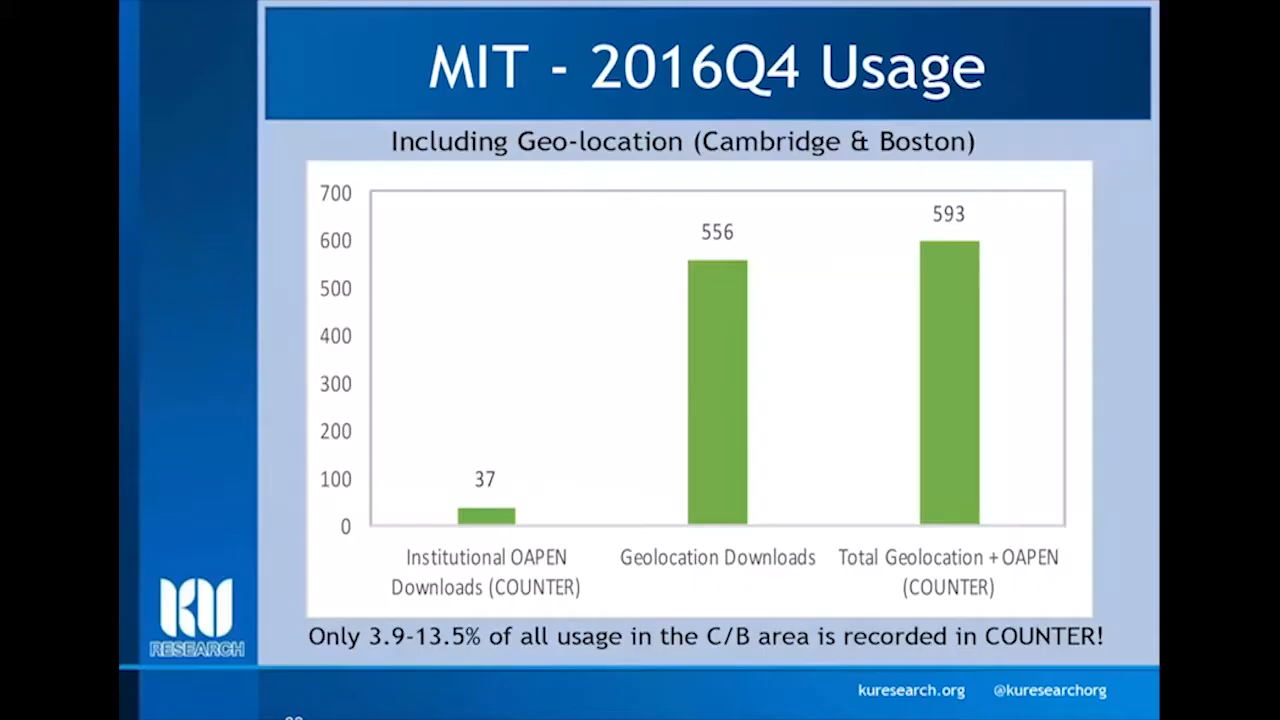 MIT - 2016Q4 Usage
Including Geo-location (Cambridge & Boston)
700
600
500
400
300
200
100
0
37
556
593
Institutional OAPEN
Downloads (COUNTER)
Geolocation Downloads
Total Geolocation + OAPEN
(COUNTER)
Only 3.9-13.5% of all usage in the C/B area is recorded in COUNTER!
KU
RESEARCH
kuresearch.org @kuresearchorg